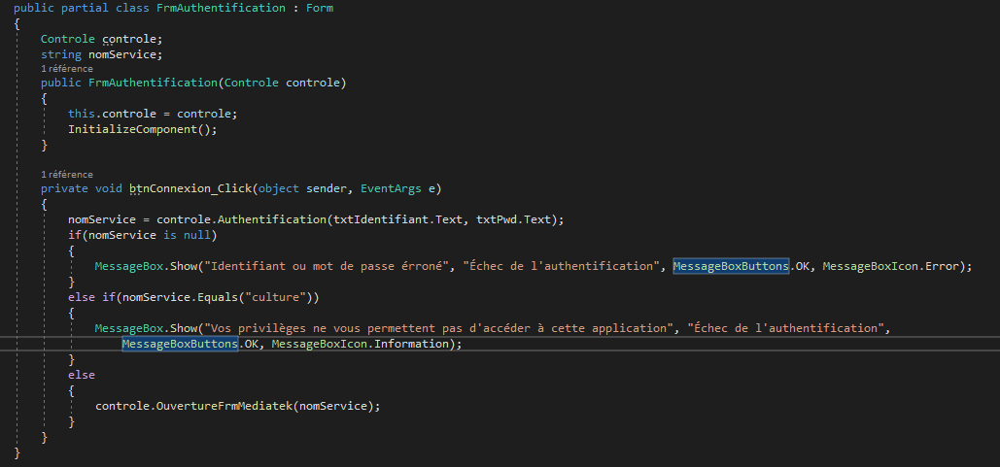 public partial class FrmAuthentification : Form
{
Controle controle;
string nomService;
1 référence
public FrmAuthentification(Controle controle)
{
this.controle = controle;
InitializeComponent();
}
1 référence
private void btnConnexion_Click(object sender, EventArgs e)
{
nomService = controle.Authentification(txtIdentifiant.Text, txtPwd.Text);
if(nomService is null)
{
MessageBox.Show("Identifiant ou mot de passe érroné", "Échec de l'authentification", MessageBoxButtons.OK, MessageBoxIcon.Error);
}
else if(nomService.Equals("culture"))
{
MessageBox.Show("Vos privilèges ne vous permettent pas d'accéder à cette application", "Échec de l'authentification",
MessageBoxButtons.OK, MessageBoxIcon.Information);
}
else
{
controle.OuvertureFrmMediatek(nomService);
}
}
}